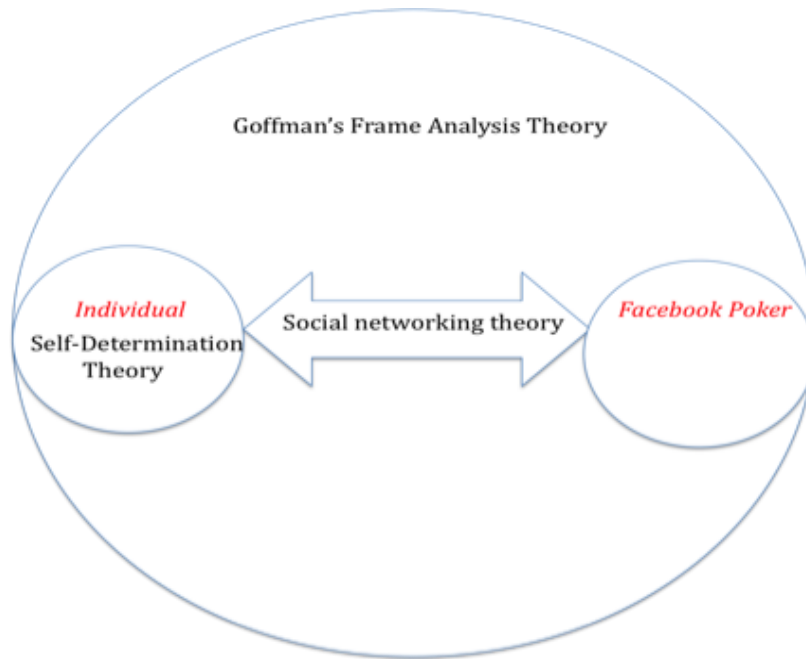 Goffman's Frame Analysis Theory
Individual
Self-Determination
Theory
Social networking theory
Facebook Poker